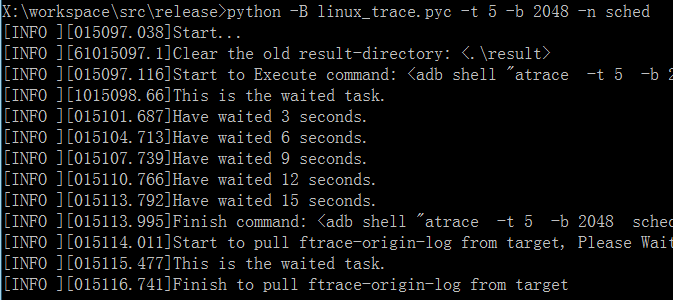 X:\workspace\src\release>python -B linux_trace.pyc -t 5 -b 2048 -n sched
[INFO ][015097.038]Start...
[INFO ][61015097.1]Clear the old result-directory: <.\result>
[INFO ][015097.116]Start to Execute command: <adb shell "atrace  -t 5  -b 2
[INFO ][1015098.66]This is the waited task.
[INFO ][015101.687]Have waited 3 seconds.
[INFO ][015104.713]Have waited 6 seconds.
[INFO ][015107.739]Have waited 9 seconds.
[INFO ][015110.766]Have waited 12 seconds.
[INFO ][015113.792]Have waited 15 seconds.
[INFO ][015113.995]Finish command: <adb shell "atrace  -t 5  -b 2048  sched
[INFO ][015114.011]Start to pull ftrace-origin-log from target, Please Wait
[INFO ][015115.477]This is the waited task.
[INFO ][015116.741]Finish to pull ftrace-origin-log from target